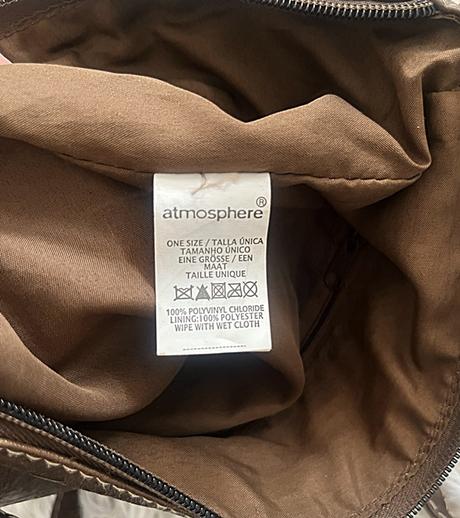 atmosphere®
ONE SIZE / TALLA ÚNICA
TAMANHO ÚNICO
EINE GRÖSSE / EEN
MAAT
TAILLE UNIQUE
100% POLYVINYL CHLORIDE
LINING:100% POLYESTER
WIPE WITH WET CLOTH